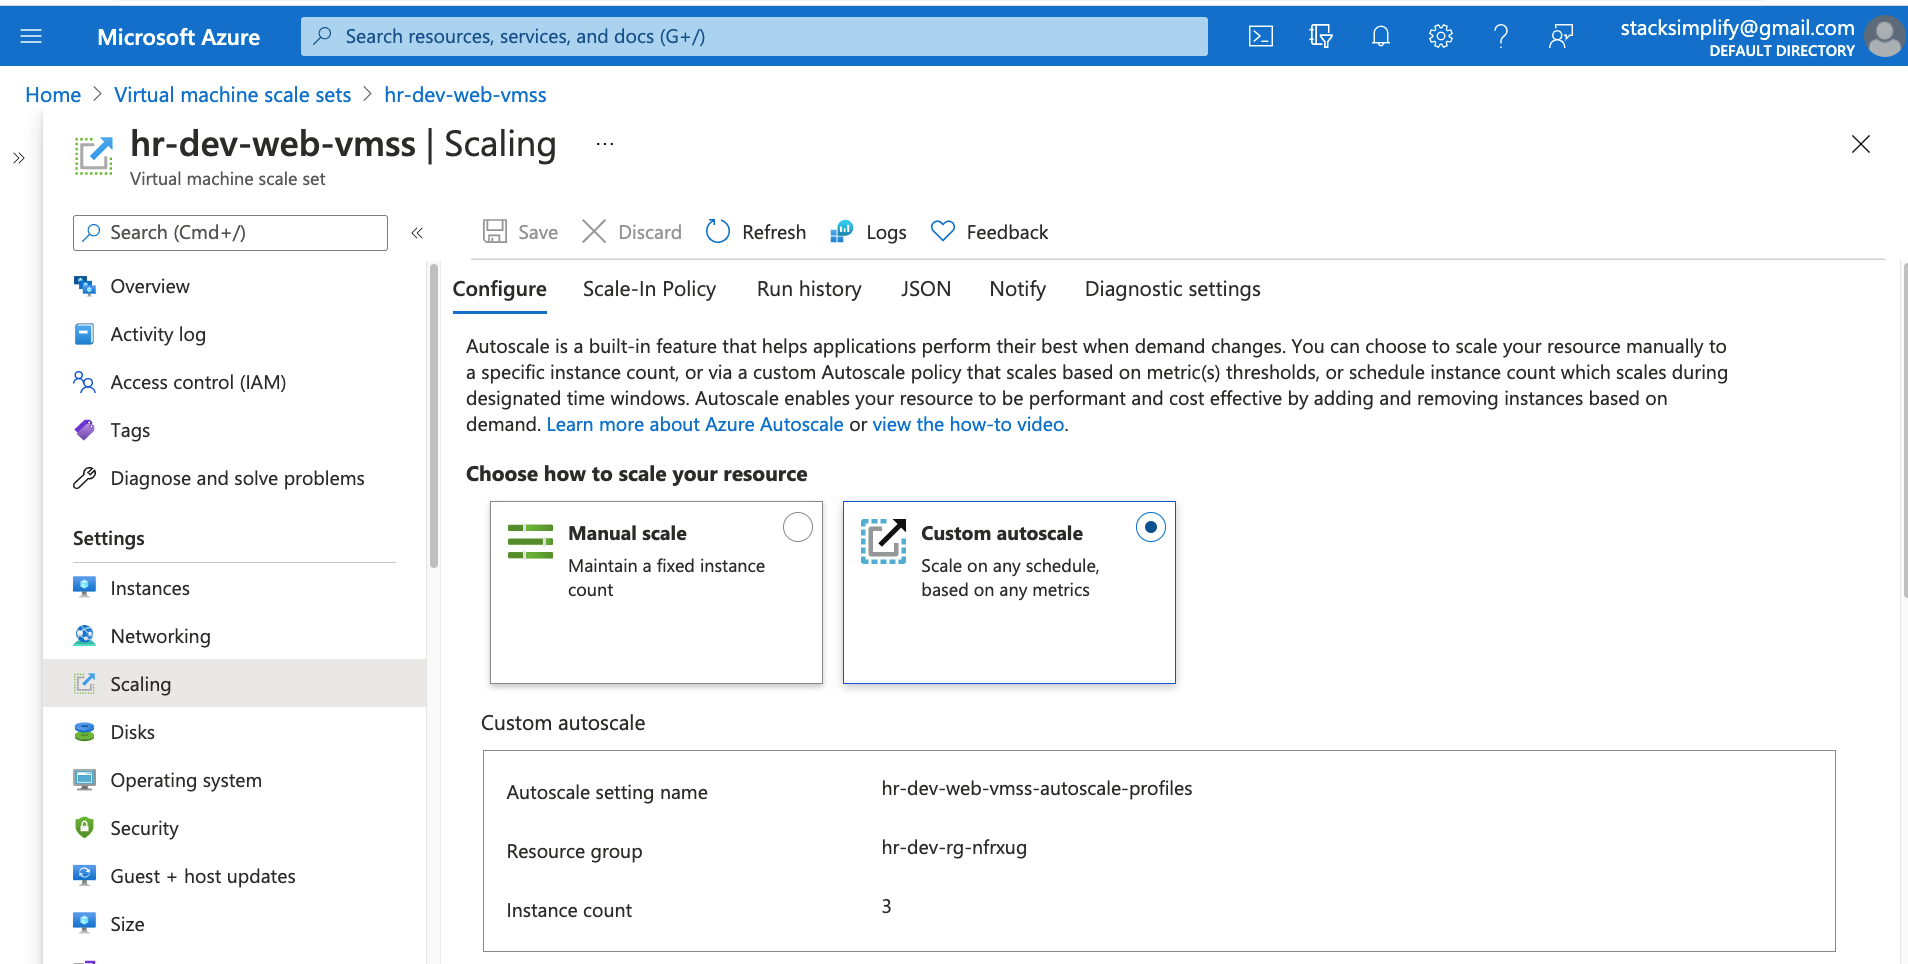 Microsoft Azure
Search resources, services, and docs (G+/)
stacksimplify@gmail.com
DEFAULT DIRECTORY
Home > Virtual machine scale sets > hr-dev-web-vmss
»
hr-dev-web-vmss | Scaling ...
Virtual machine scale set
Search (Cmd+/)
«
Overview
Activity log
Access control (IAM)
Tags
Diagnose and solve problems
Settings
Instances
Networking
Scaling
Disks
Operating system
Security
Guest + host updates
Size
Save Discard Refresh Logs Feedback
Configure Scale-In Policy Run history JSON Notify Diagnostic settings
Autoscale is a built-in feature that helps applications perform their best when demand changes. You can choose to scale your resource manually to
a specific instance count, or via a custom Autoscale policy that scales based on metric(s) thresholds, or schedule instance count which scales during
designated time windows. Autoscale enables your resource to be performant and cost effective by adding and removing instances based on
demand. Learn more about Azure Autoscale or view the how-to video.
Choose how to scale your resource
Manual scale
Maintain a fixed instance
count
Custom autoscale
Scale on any schedule,
based on any metrics
Custom autoscale
Autoscale setting name hr-dev-web-vmss-autoscale-profiles
Resource group hr-dev-rg-nfrxug
Instance count 3